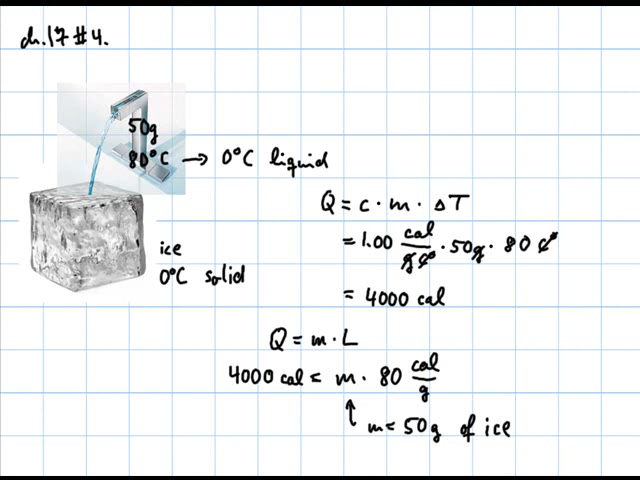 ch.17 #4.
50g
80°C → 0°C liquid
ice
0°C solid
Q = c · m · ΔT
= 1.00 cal/g C° · 50g · 80 C°
= 4000 cal
Q = m · L
4000 cal = m · 80 cal/g
m = 50g of ice